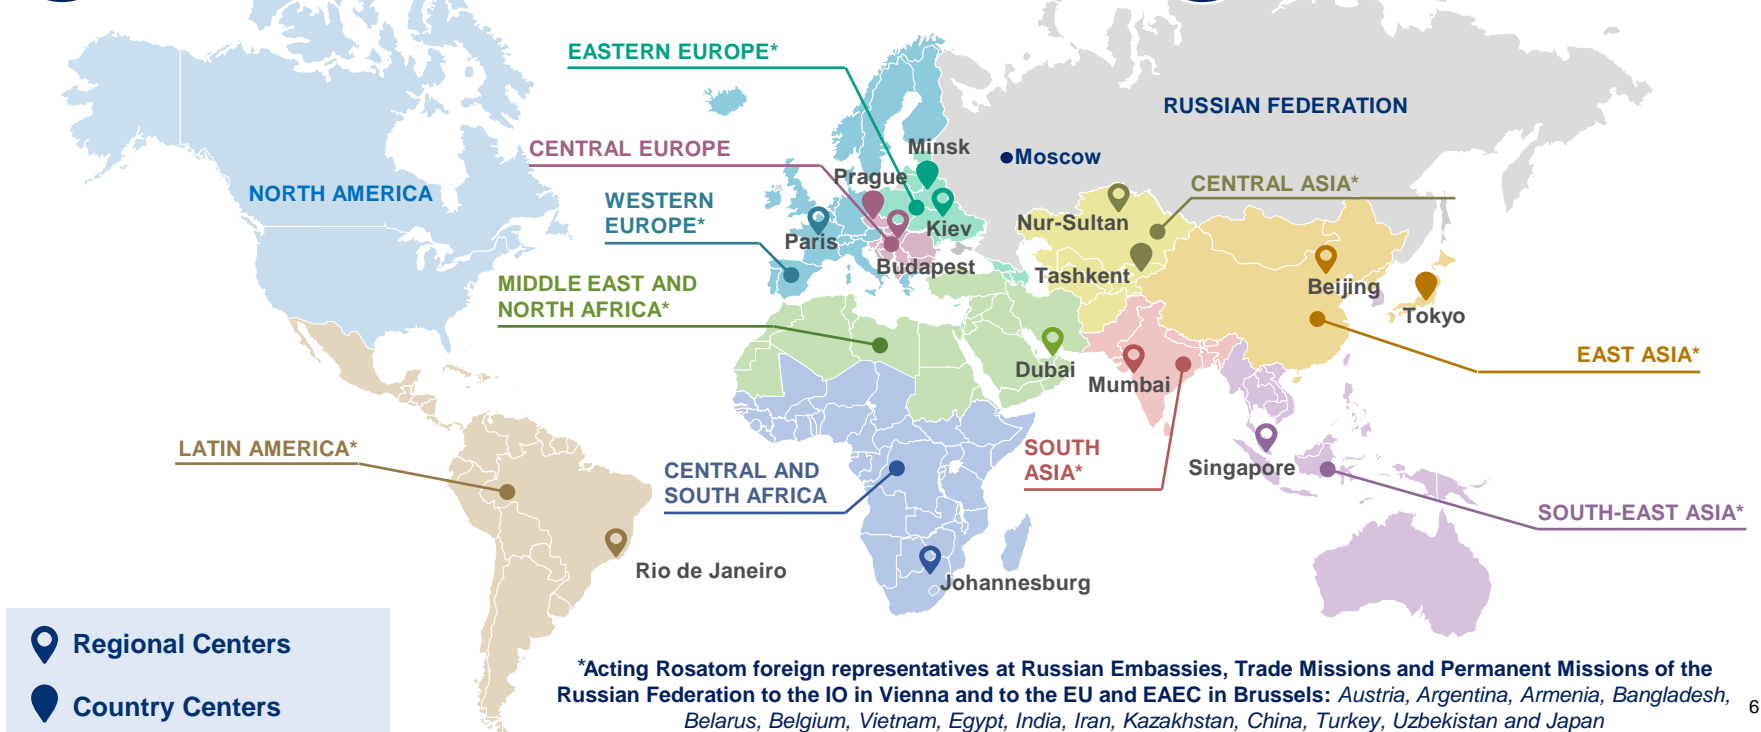 EASTERN EUROPE*
RUSSIAN FEDERATION
CENTRAL EUROPE
Minsk
Moscow
Prague
NORTH AMERICA
CENTRAL ASIA*
WESTERN
EUROPE*
Nur-Sultan
Kiev
Paris
Budapest
Tashkent
MIDDLE EAST AND
NORTH AFRICA*
Beijing
Tokyo
EAST ASIA*
Dubai
Mumbai
LATIN AMERICA*
SOUTH
ASIA*
CENTRAL AND
SOUTH AFRICA
Singapore
SOUTH-EAST ASIA*
Rio de Janeiro
Johannesburg
Regional Centers
Country Centers
*Acting Rosatom foreign representatives at Russian Embassies, Trade Missions and Permanent Missions of the
Russian Federation to the IO in Vienna and to the EU and EAEC in Brussels: Austria, Argentina, Armenia, Bangladesh,
Belarus, Belgium, Vietnam, Egypt, India, Iran, Kazakhstan, China, Turkey, Uzbekistan and Japan
6